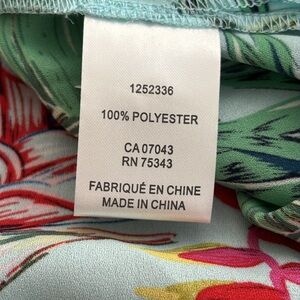 1252336
100% POLYESTER
CA 07043
RN 75343
FABRIQUÉ EN CHINE
MADE IN CHINA